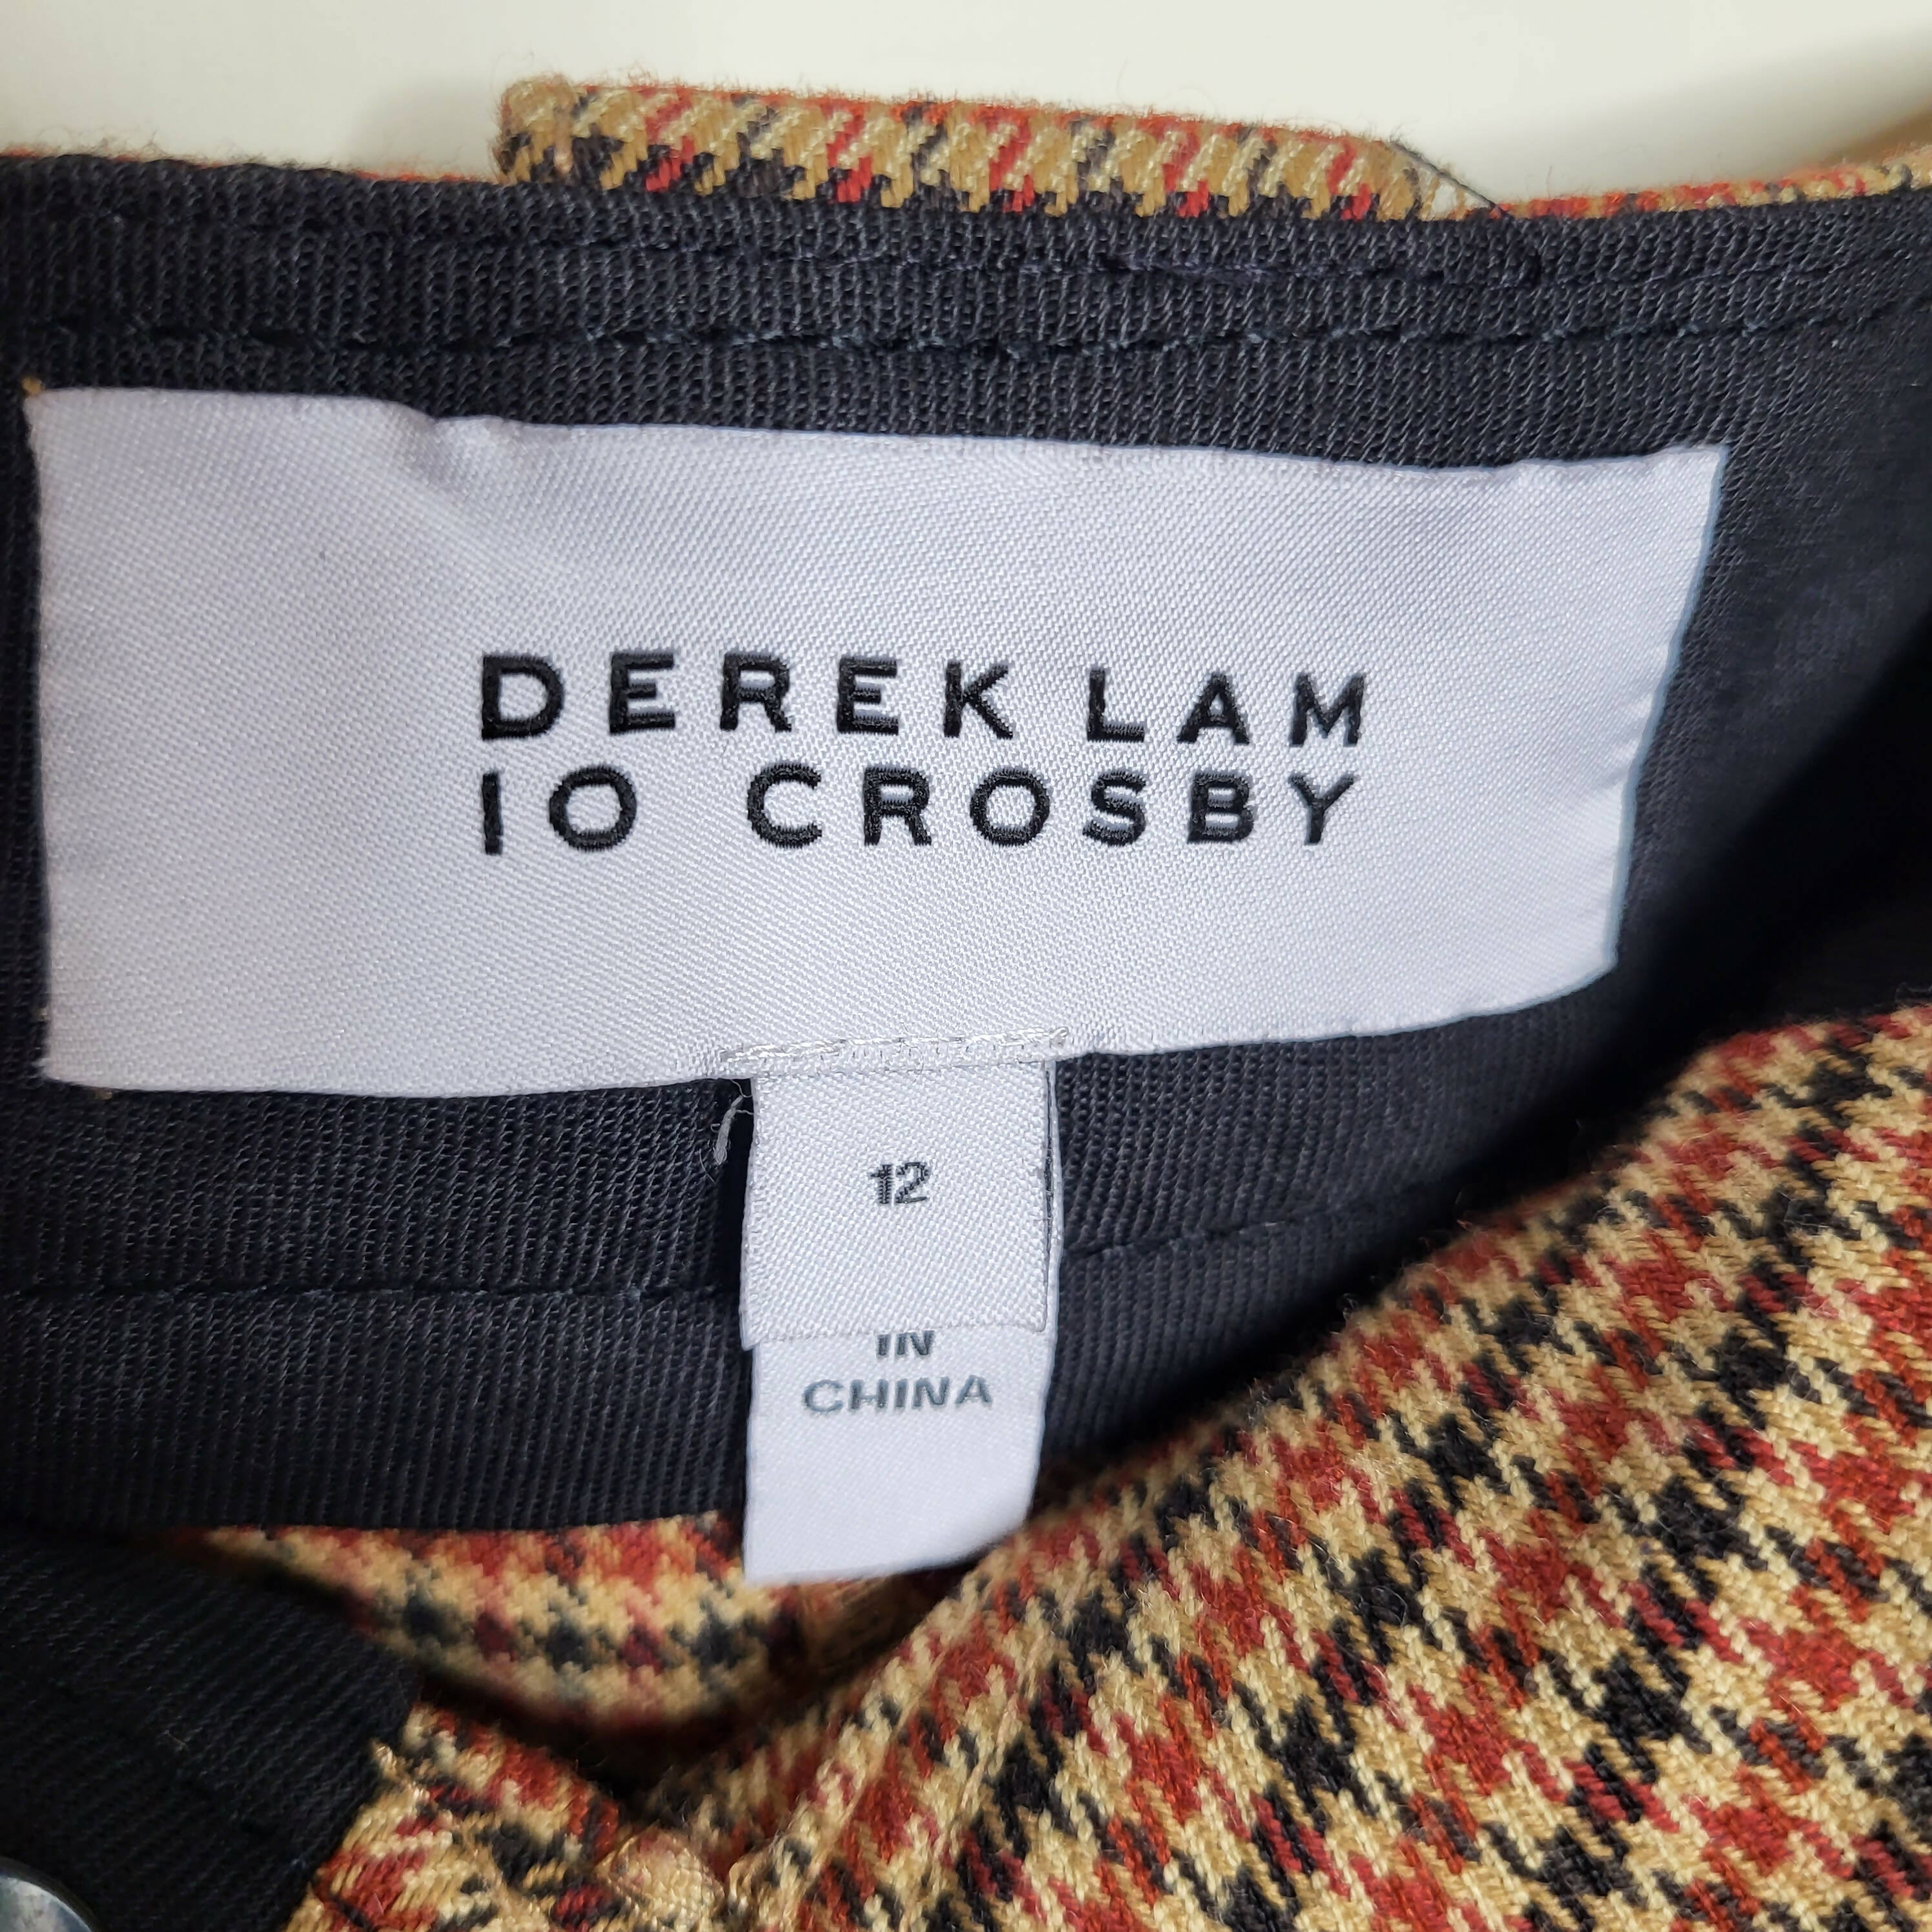 DEREK LAM
10 CROSBY
12
IN
CHINA